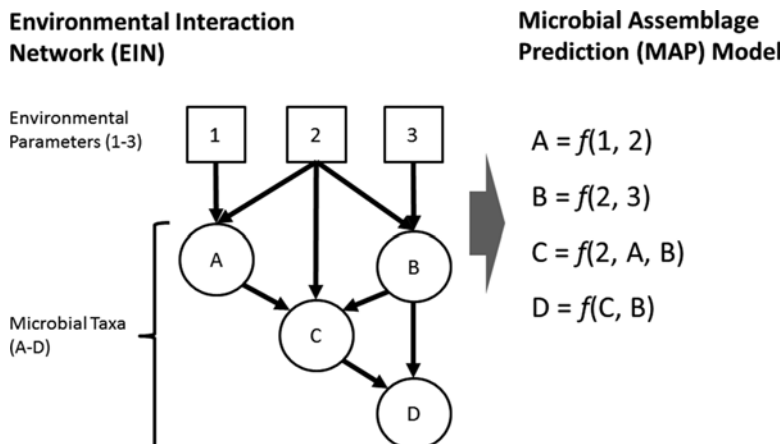 Environmental Interaction
Network (EIN)
Microbial Assemblage
Prediction (MAP) Model
Environmental
Parameters (1-3)
1
2
3
A = f(1, 2)
B = f(2, 3)
C = f(2, A, B)
D = f(C, B)
A
B
Microbial Taxa
(A-D)
C
D